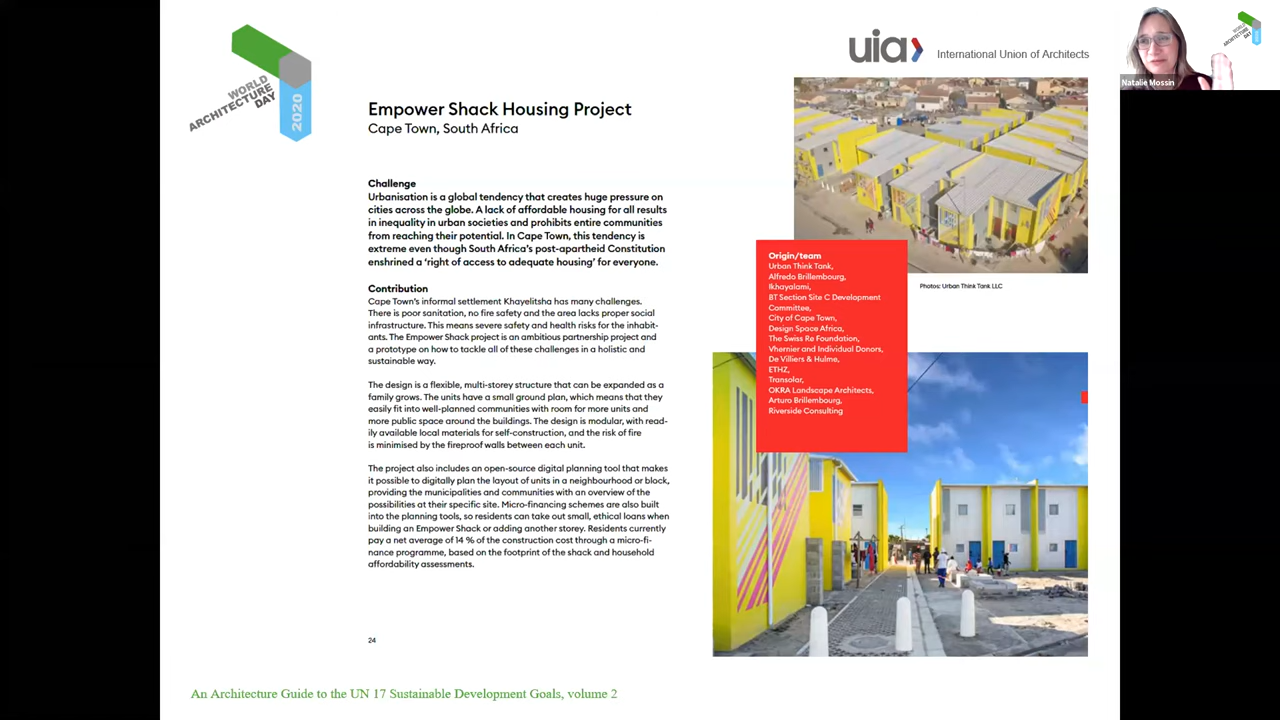 WORLD
ARCHITECTURE
DAY
2020
uia
International Union of Architects
Natalie Mossin
Empower Shack Housing Project
Cape Town, South Africa
Challenge
Urbanisation is a global tendency that creates huge pressure on
cities across the globe. A lack of affordable housing for all results
in inequality in urban societies and prohibits entire communities
from reaching their potential. In Cape Town, this tendency is
extreme even though South Africa's post-apartheid Constitution
enshrined a 'right of access to adequate housing' for everyone.
Contribution
Cape Town's informal settlement Khayelitsha has many challenges.
There is poor sanitation, no fire safety and the area lacks proper social
infrastructure. This means severe safety and health risks for the inhabit-
ants. The Empower Shack project is an ambitious partnership project and
a prototype on how to tackle all of these challenges in a holistic and
sustainable way.
The design is a flexible, multi-storey structure that can be expanded as a
family grows. The units have a small ground plan, which means that they
easily fit into well-planned communities with room for more units and
more public space around the buildings. The design is modular, with read-
ily available local materials for self-construction, and the risk of fire
is minimised by the fireproof walls between each unit.
The project also includes an open-source digital planning tool that makes
it possible to digitally plan the layout of units in a neighbourhood or block,
providing the municipalities and communities with an overview of the
possibilities at their specific site. Micro-financing schemes are also built
into the planning tools, so residents can take out small, ethical loans when
building an Empower Shack or adding another storey. Residents currently
pay a net average of 14 % of the construction cost through a micro-fi-
nance programme, based on the footprint of the shack and household
affordability assessments.
24
Origin/team
Urban Think Tank,
Alfredo Brillembourg,
Ikhayalami,
BT Section Site C Development
Committee,
City of Cape Town,
Design Space Africa,
The Swiss Re Foundation,
Vhernier and Individual Donors,
De Villiers & Hulme,
ETHZ,
Transolar,
OKRA Landscape Architects,
Arturo Brillembourg,
Riverside Consulting
Photos: Urban Think Tank LLC
An Architecture Guide to the UN 17 Sustainable Development Goals, volume 2